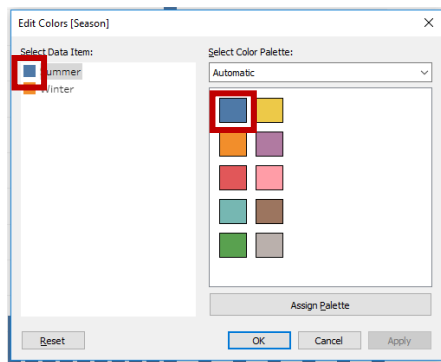 Edit Colors [Season]
Select Data Item:
Select Color Palette:
ummer
Winter
Automatic
Assign Palette
Reset
OK
Cancel
Apply